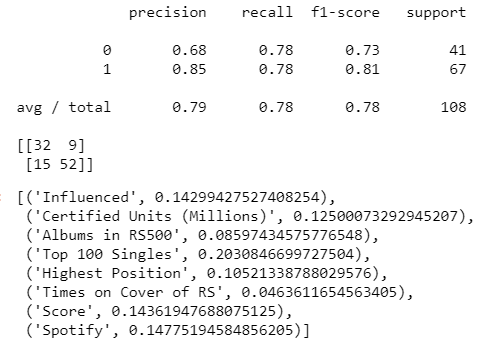 precision recall f1-score support
0 0.68 0.78 0.73 41
1 0.85 0.78 0.81 67
avg / total 0.79 0.78 0.78 108
[[32 9]
[15 52]]
[('Influenced', 0.14299427527408254),
('Certified Units (Millions)', 0.12500073292945207),
('Albums in RS500', 0.08597434575776548),
('Top 100 Singles', 0.2030846699727504),
('Highest Position', 0.10521338788029576),
('Times on Cover of RS', 0.0463611654563405),
('Score', 0.14361947688075125),
('Spotify', 0.14775194584856205)]